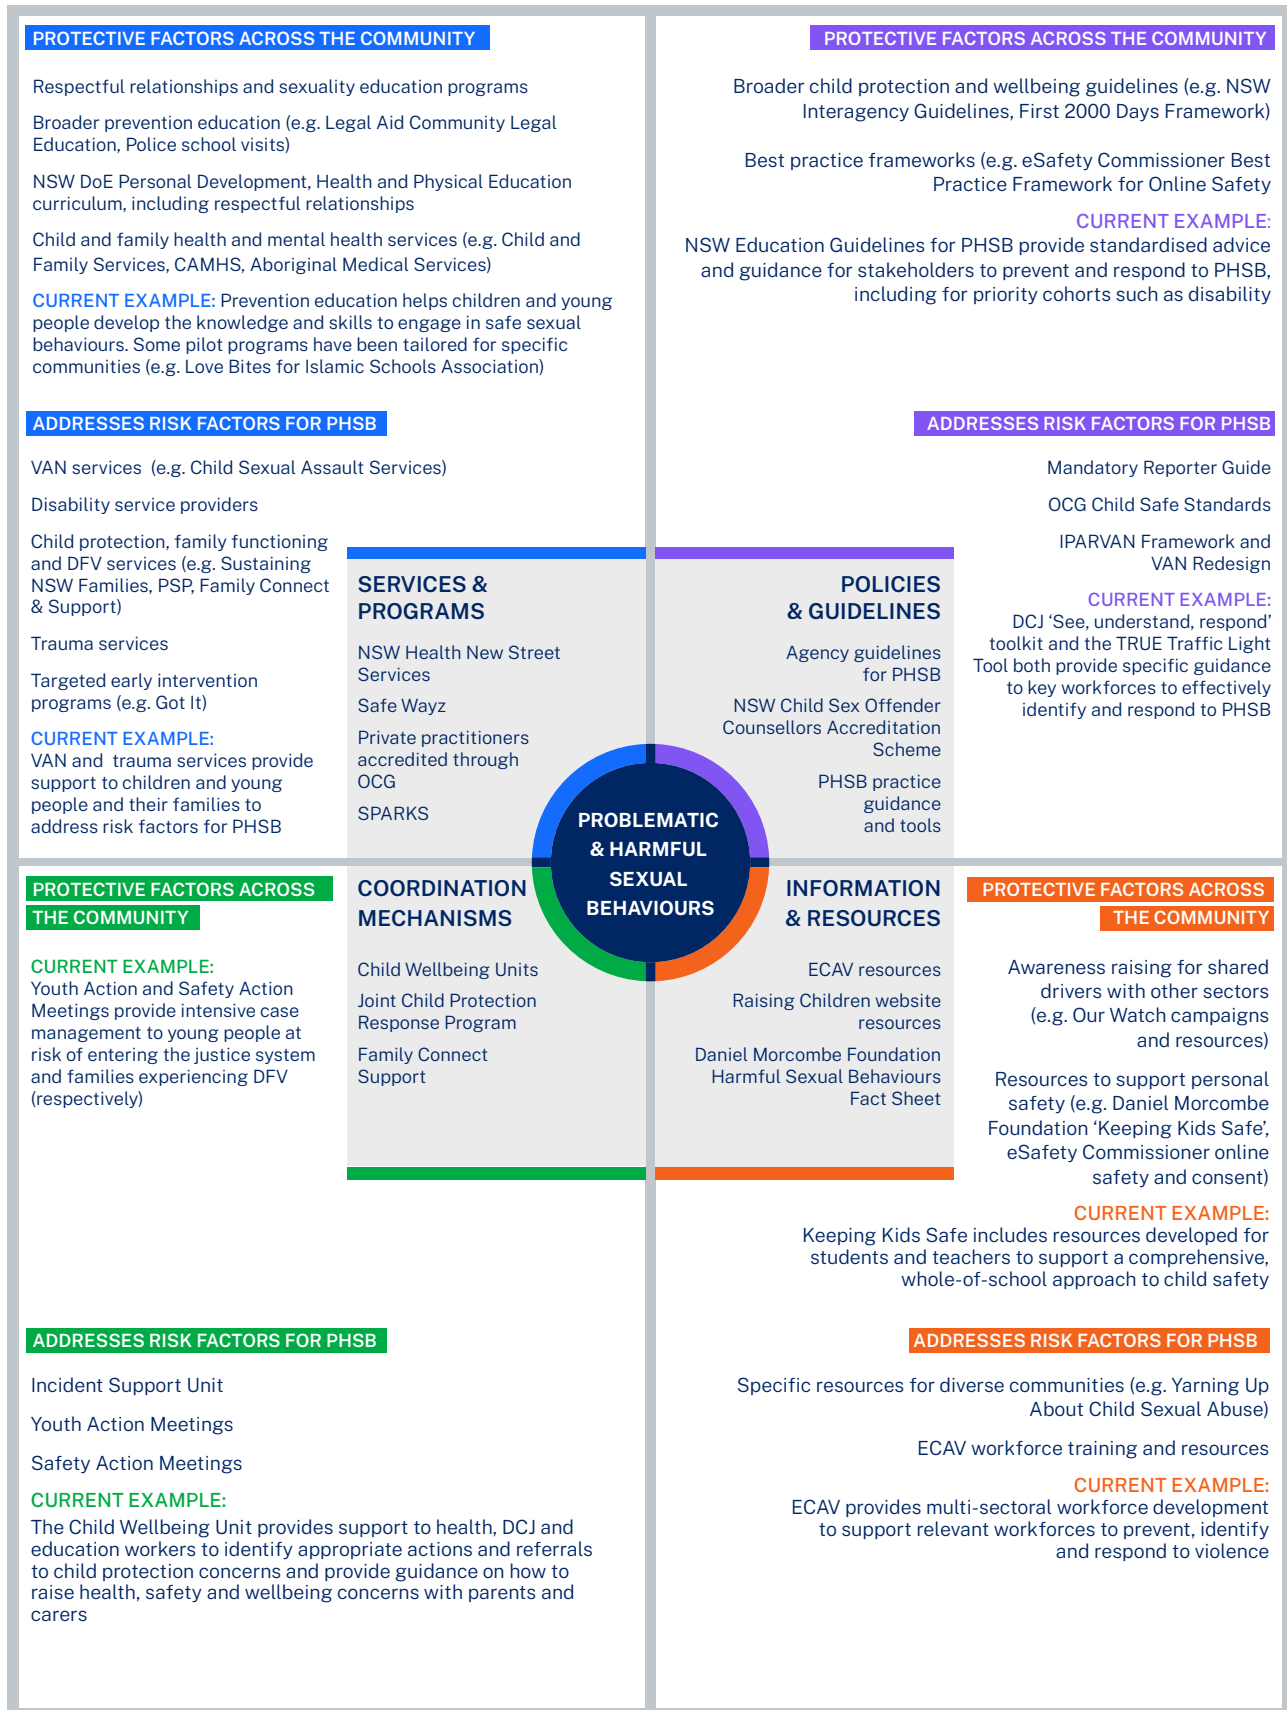 PROTECTIVE FACTORS ACROSS THE COMMUNITY
Respectful relationships and sexuality education programs
Broader prevention education (e.g. Legal Aid Community Legal
Education, Police school visits)
NSW DoE Personal Development, Health and Physical Education
curriculum, including respectful relationships
Child and family health and mental health services (e.g. Child and
Family Services, CAMHS, Aboriginal Medical Services)
CURRENT EXAMPLE: Prevention education helps children and young
people develop the knowledge and skills to engage in safe sexual
behaviours. Some pilot programs have been tailored for specific
communities (e.g. Love Bites for Islamic Schools Association)
ADDRESSES RISK FACTORS FOR PHSB
VAN services (e.g. Child Sexual Assault Services)
Disability service providers
Child protection, family functioning
and DFV services (e.g. Sustaining
NSW Families, PSP, Family Connect
& Support)
Trauma services
Targeted early intervention
programs (e.g. Got It)
CURRENT EXAMPLE:
VAN and trauma services provide
support to children and young
people and their families to
address risk factors for PHSB
SERVICES &
PROGRAMS
NSW Health New Street
Services
Safe Wayz
Private practitioners
accredited through
OCG
SPARKS
PROTECTIVE FACTORS ACROSS THE COMMUNITY
Broader child protection and wellbeing guidelines (e.g. NSW
Interagency Guidelines, First 2000 Days Framework)
Best practice frameworks (e.g. eSafety Commissioner Best
Practice Framework for Online Safety
CURRENT EXAMPLE:
NSW Education Guidelines for PHSB provide standardised advice
and guidance for stakeholders to prevent and respond to PHSB,
including for priority cohorts such as disability
ADDRESSES RISK FACTORS FOR PHSB
Mandatory Reporter Guide
OCG Child Safe Standards
IPARVAN Framework and
VAN Redesign
CURRENT EXAMPLE:
DCJ ‘See, understand, respond’
toolkit and the TRUE Traffic Light
Tool both provide specific guidance
to key workforces to effectively
identify and respond to PHSB
POLICIES
& GUIDELINES
Agency guidelines
for PHSB
NSW Child Sex Offender
Counsellors Accreditation
Scheme
PHSB practice
guidance
and tools
PROBLEMATIC
& HARMFUL
SEXUAL
BEHAVIOURS
PROTECTIVE FACTORS ACROSS
THE COMMUNITY
CURRENT EXAMPLE:
Youth Action and Safety Action
Meetings provide intensive case
management to young people at
risk of entering the justice system
and families experiencing DFV
(respectively)
COORDINATION
MECHANISMS
Child Wellbeing Units
Joint Child Protection
Response Program
Family Connect
Support
ADDRESSES RISK FACTORS FOR PHSB
Incident Support Unit
Youth Action Meetings
Safety Action Meetings
CURRENT EXAMPLE:
The Child Wellbeing Unit provides support to health, DCJ and
education workers to identify appropriate actions and referrals
to child protection concerns and provide guidance on how to
raise health, safety and wellbeing concerns with parents and
carers
INFORMATION
& RESOURCES
ECAV resources
Raising Children website
resources
Daniel Morcombe Foundation
Harmful Sexual Behaviours
Fact Sheet
PROTECTIVE FACTORS ACROSS
THE COMMUNITY
Awareness raising for shared
drivers with other sectors
(e.g. Our Watch campaigns
and resources)
Resources to support personal
safety (e.g. Daniel Morcombe
Foundation ‘Keeping Kids Safe’,
eSafety Commissioner online
safety and consent)
CURRENT EXAMPLE:
Keeping Kids Safe includes resources developed for
students and teachers to support a comprehensive,
whole-of-school approach to child safety
ADDRESSES RISK FACTORS FOR PHSB
Specific resources for diverse communities (e.g. Yarning Up
About Child Sexual Abuse)
ECAV workforce training and resources
CURRENT EXAMPLE:
ECAV provides multi-sectoral workforce development
to support relevant workforces to prevent, identify
and respond to violence